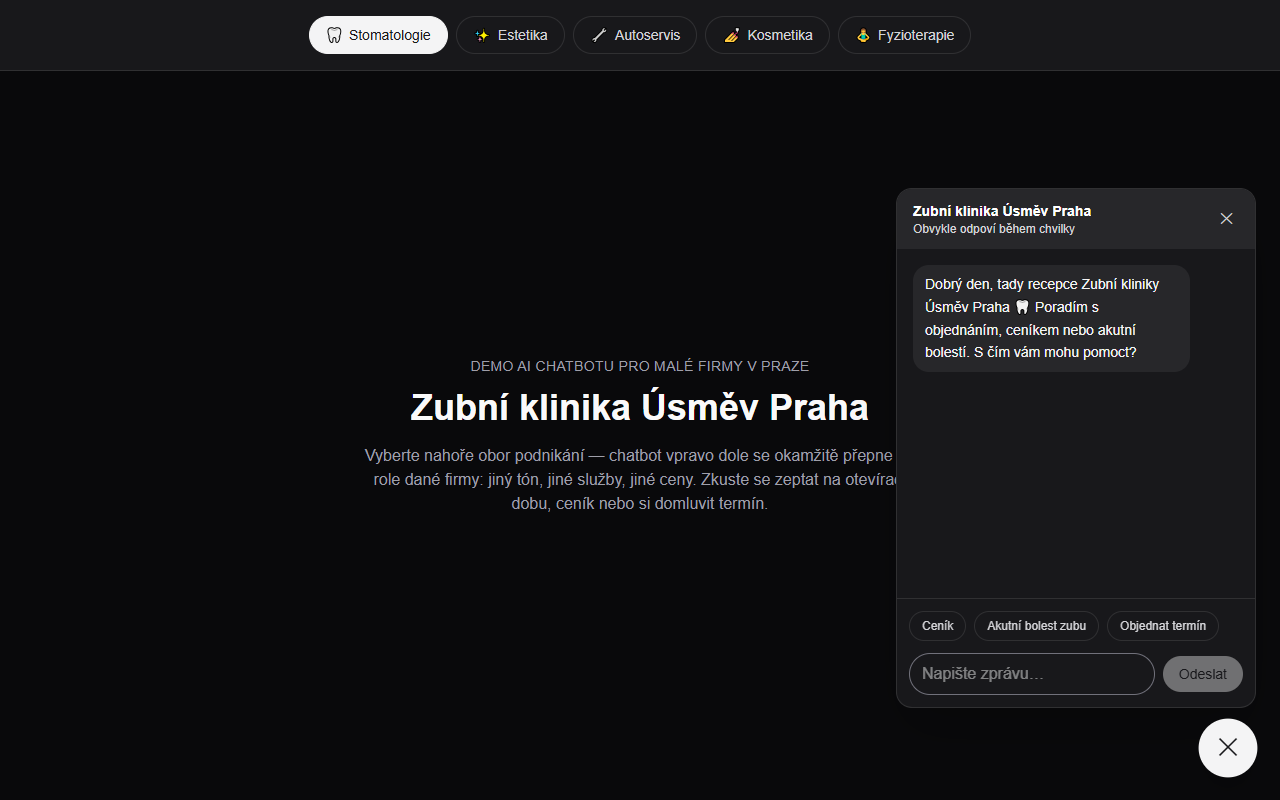 Stomatologie
Estetika
Autoservis
Kosmetika
Fyzioterapie
DEMO AI CHATBOTU PRO MALÉ FIRMY V PRAZE
Zubní klinika Úsměv Praha
Vyberte nahoře obor podnikání — chatbot vpravo dole se okamžitě přepne
role dané firmy: jiný tón, jiné služby, jiné ceny. Zkuste se zeptat na
dobu, ceník nebo si domluvit termín.
Zubní klinika Úsměv Praha
Obvykle odpoví během chvilky
Dobrý den, tady recepce Zubní kliniky
Úsměv Praha 🦷 Poradím s
objednáním, ceníkem nebo akutní
bolestí. S čím vám mohu pomoct?
Ceník
Akutní bolest zubu
Objednat termín
Napište zprávu…
Odeslat